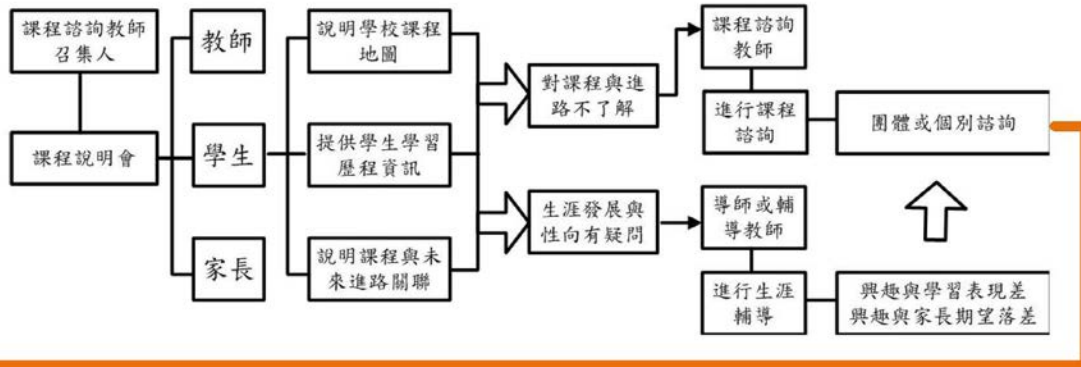 課程諮詢教師
召集人
課程說明會
教師
學生
家長
說明學校課程
地圖
提供學生學習
歷程資訊
說明課程與未
來進路關聯
對課程與進
路不了解
生涯發展與
性向有疑問
課程諮詢
教師
進行課程
諮詢
團體或個別諮詢
導師或輔
導教師
進行生涯
輔導
興趣與學習表現差
興趣與家長期望落差